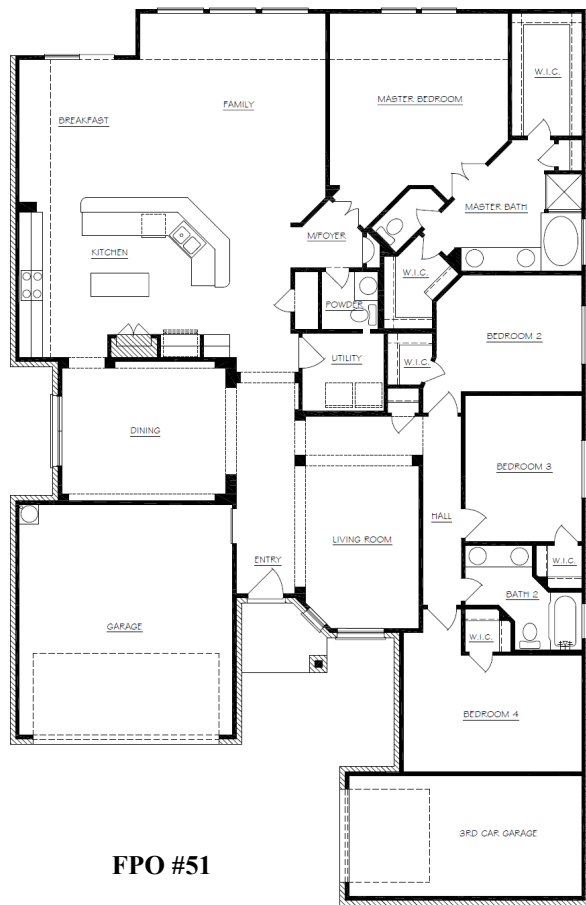 W.I.C.
MASTER BEDROOM
FAMILY
BREAKFAST
MASTER BATH
M/FOYER
KITCHEN
W.I.C.
POWDER
BEDROOM 2
UTILITY
W.I.C.
DINING
BEDROOM 3
HALL
LIVING ROOM
ENTRY
W.I.C.
BATH 2
GARAGE
W.I.C.
BEDROOM 4
3RD CAR GARAGE
FPO #51